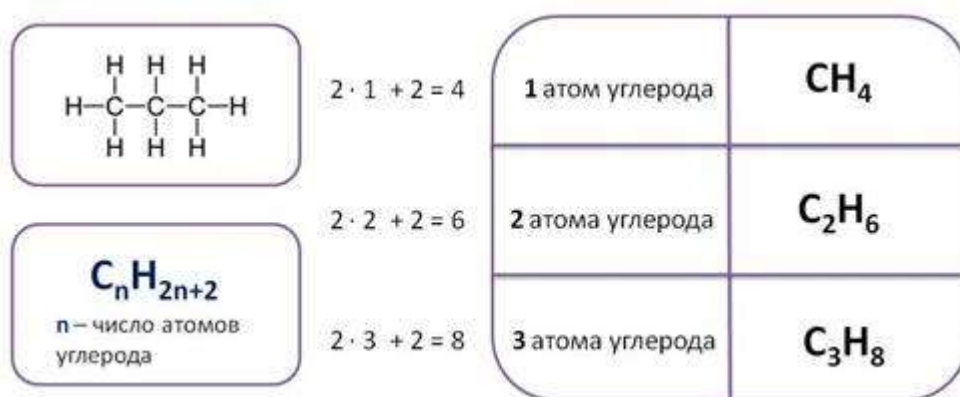 H H H
H–C–C–C–H
H H H
CₙH₂ₙ₊₂
n – число атомов
углерода
2 · 1 + 2 = 4
2 · 2 + 2 = 6
2 · 3 + 2 = 8
1 атом углерода
CH₄
2 атома углерода
C₂H₆
3 атома углерода
C₃H₈